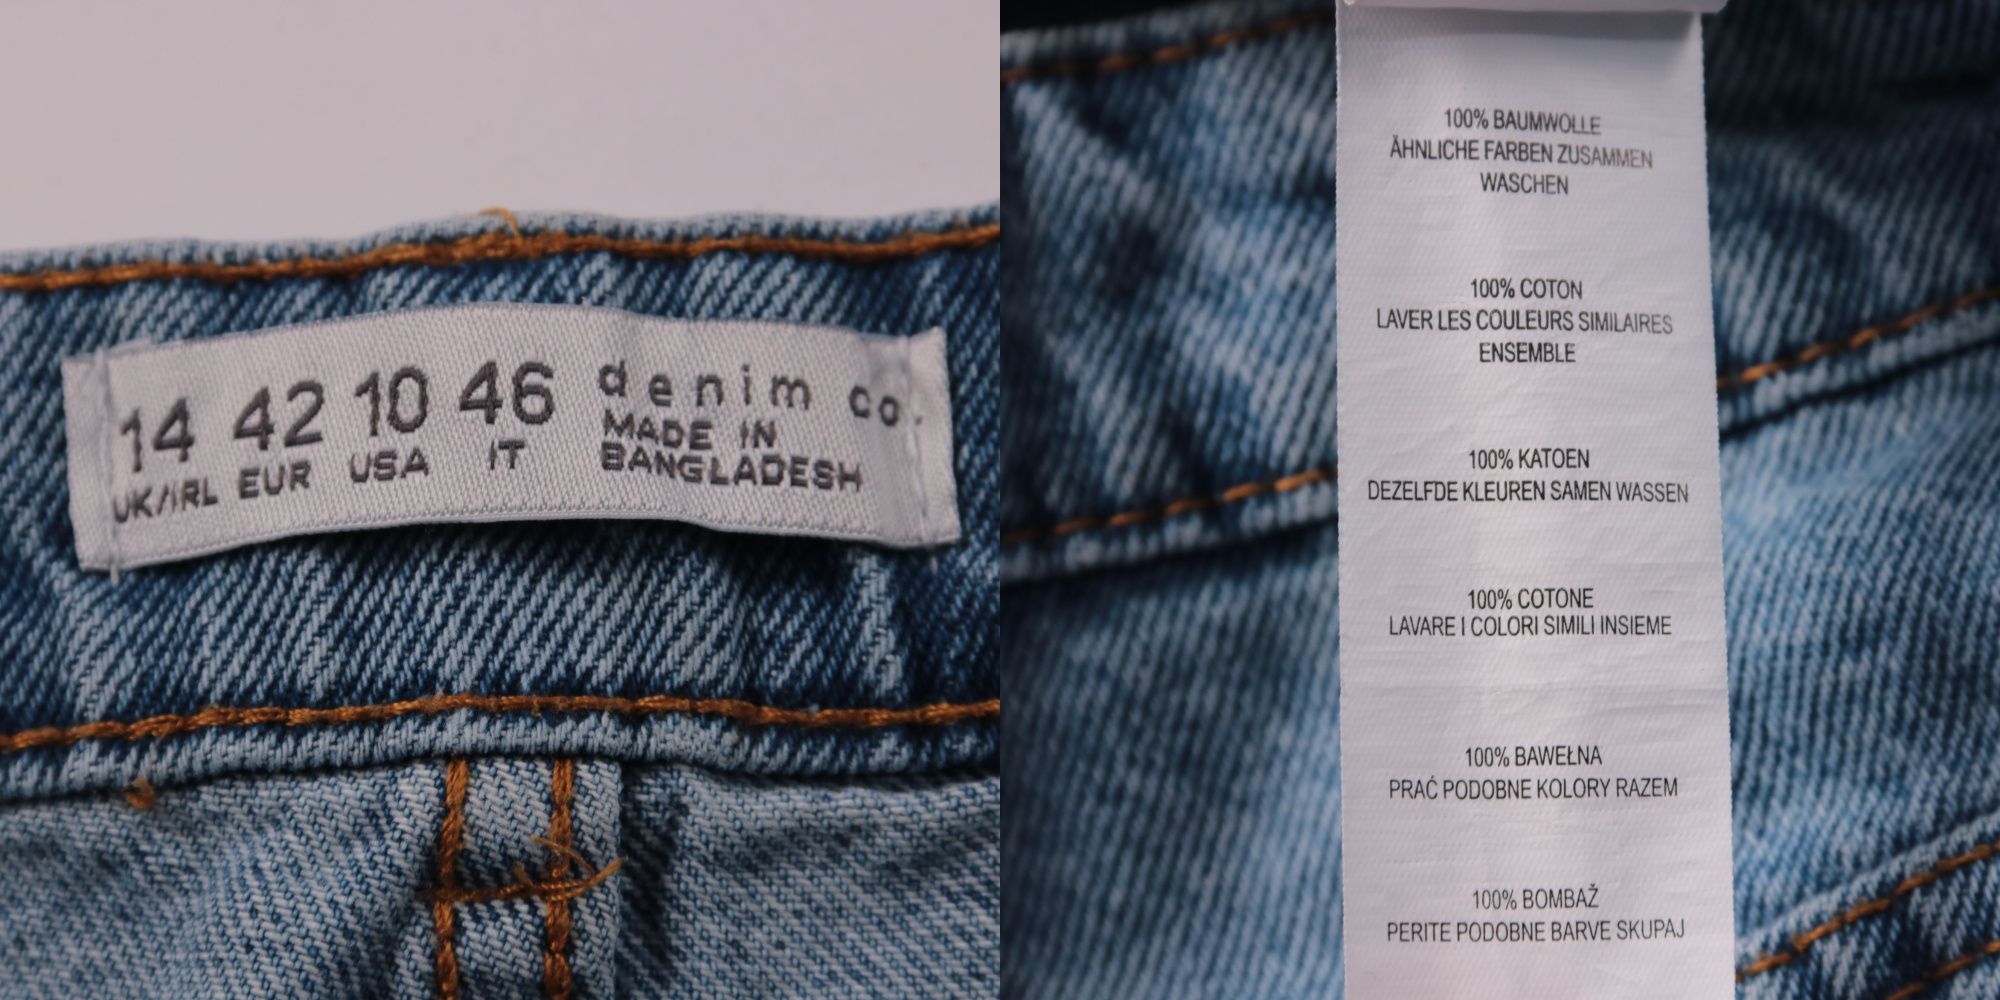 14 42 10 46 denim co.
UK/IRL EUR USA IT MADE IN
BANGLADESH
100% BAUMWOLLE
ÄHNLICHE FARBEN ZUSAMMEN
WASCHEN
100% COTON
LAVER LES COULEURS SIMILAIRES
ENSEMBLE
100% KATOEN
DEZELFDE KLEUREN SAMEN WASSEN
100% COTONE
LAVARE I COLORI SIMILI INSIEME
100% BAWEŁNA
PRAĆ PODOBNE KOLORY RAZEM
100% BOMBAŽ
PERITE PODOBNE BARVE SKUPAJ